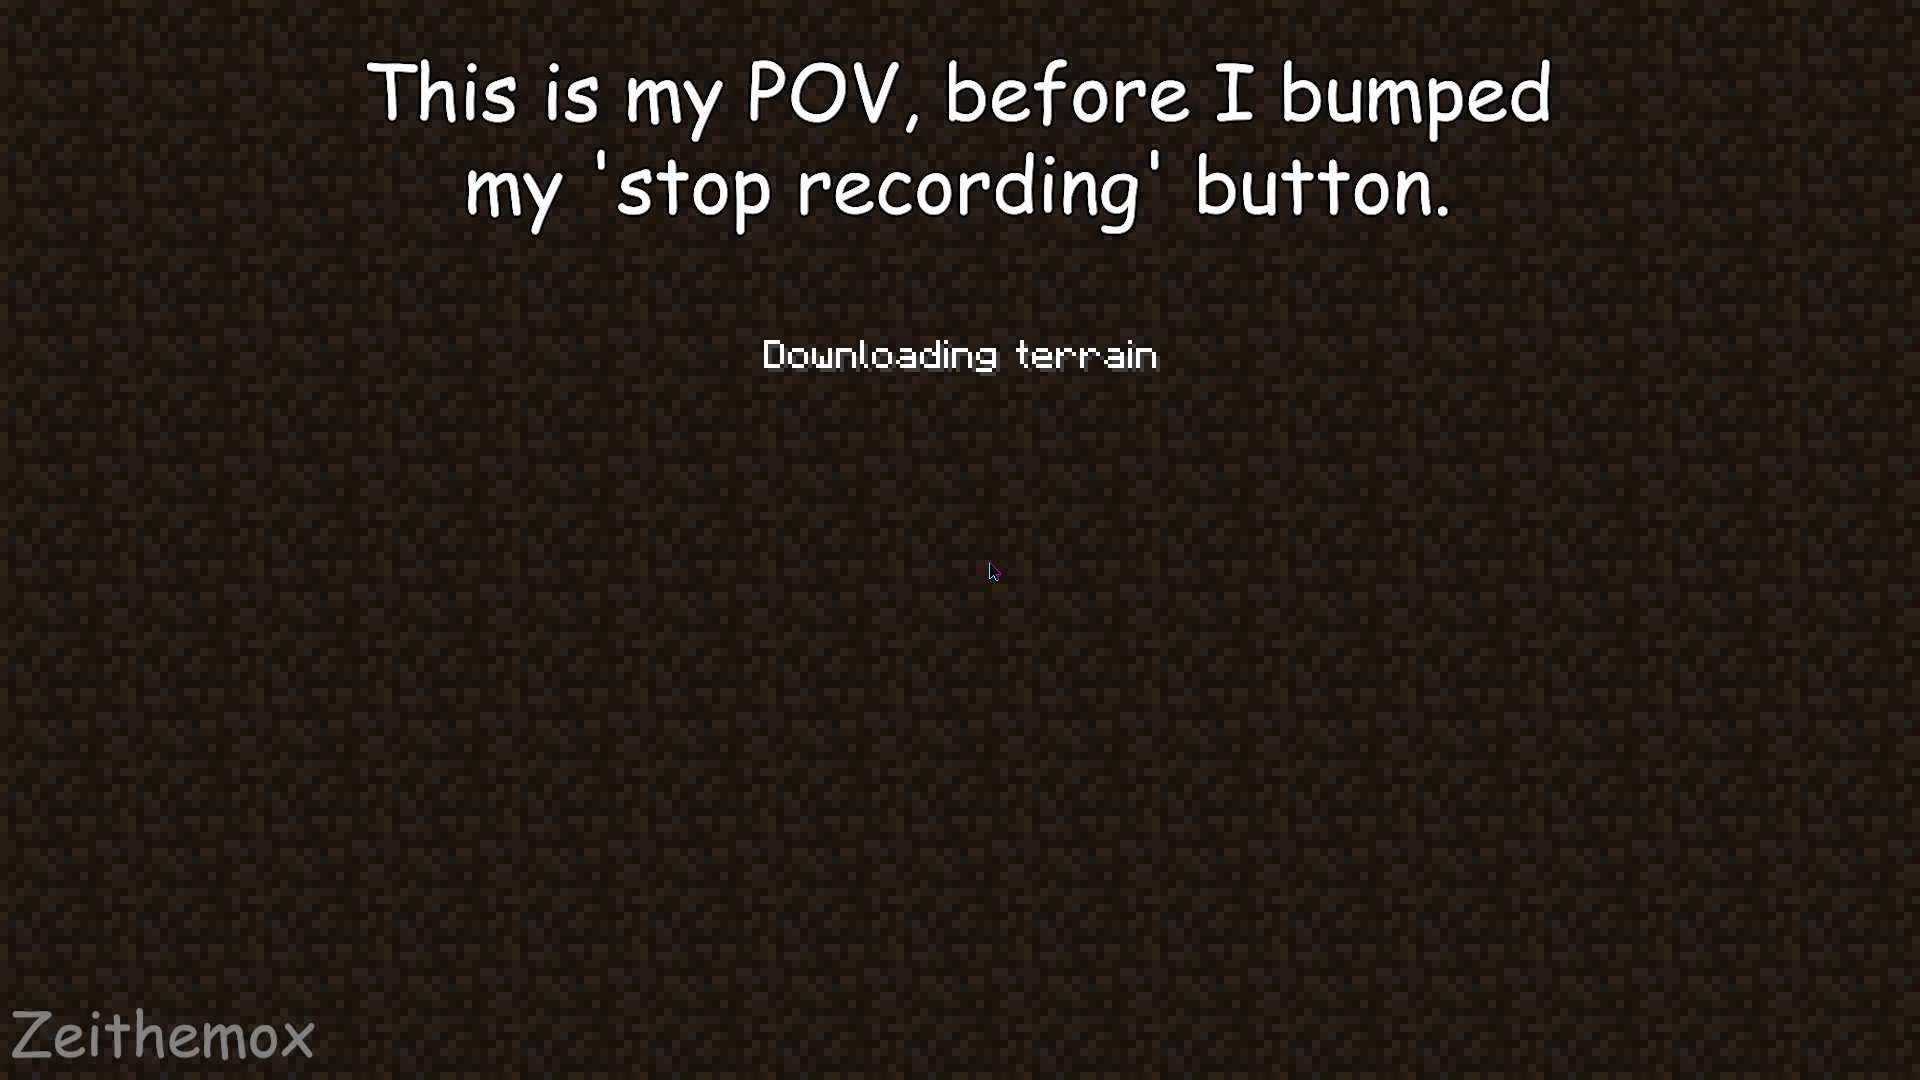 This is my POV, before I bumped
my 'stop recording' button.
Downloading terrain
Zeithemox